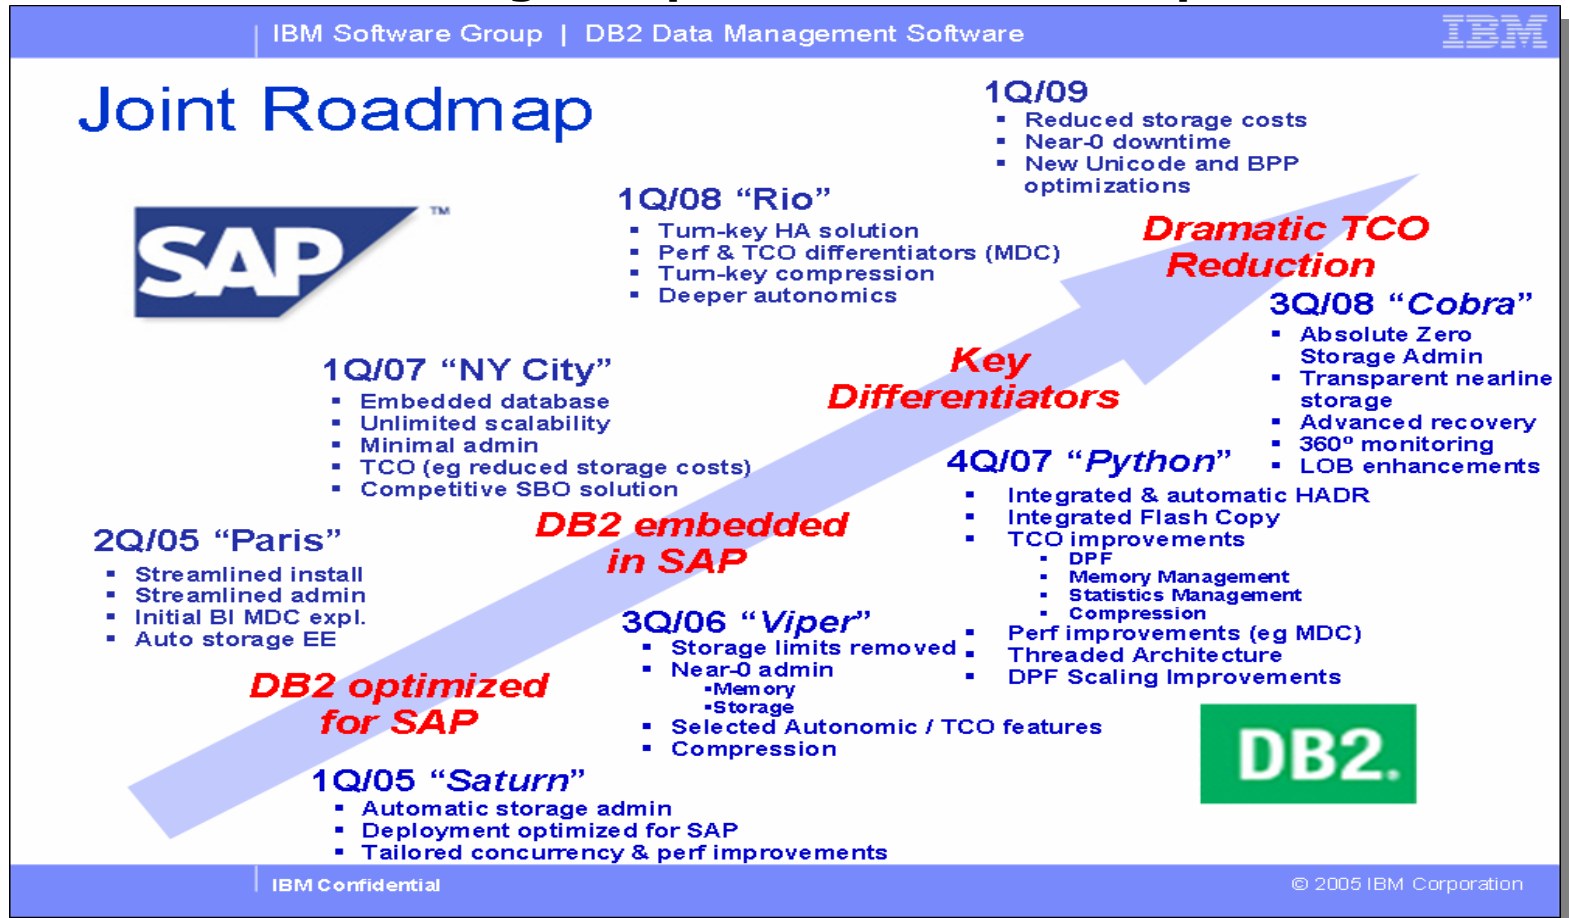 IBM Software Group | DB2 Data Management Software
IBM
Joint Roadmap
SAP
™
1Q/09
▪ Reduced storage costs
▪ Near-0 downtime
▪ New Unicode and BPP
optimizations
1Q/08 “Rio”
▪ Turn-key HA solution
▪ Perf & TCO differentiators (MDC)
▪ Turn-key compression
▪ Deeper autonomics
Dramatic TCO
Reduction
3Q/08 “Cobra”
▪ Absolute Zero
Storage Admin
▪ Transparent nearline
storage
▪ Advanced recovery
▪ 360º monitoring
▪ LOB enhancements
1Q/07 “NY City”
▪ Embedded database
▪ Unlimited scalability
▪ Minimal admin
▪ TCO (eg reduced storage costs)
▪ Competitive SBO solution
Key
Differentiators
4Q/07 “Python”
▪ Integrated & automatic HADR
▪ Integrated Flash Copy
▪ TCO improvements
▪ DPF
▪ Memory Management
▪ Statistics Management
▪ Compression
▪ Perf improvements (eg MDC)
▪ Threaded Architecture
▪ DPF Scaling Improvements
2Q/05 “Paris”
▪ Streamlined install
▪ Streamlined admin
▪ Initial BI MDC expl.
▪ Auto storage EE
DB2 embedded
in SAP
3Q/06 “Viper”
▪ Storage limits removed
▪ Near-0 admin
▪Memory
▪Storage
▪ Selected Autonomic / TCO features
▪ Compression
DB2 optimized
for SAP
1Q/05 “Saturn”
▪ Automatic storage admin
▪ Deployment optimized for SAP
▪ Tailored concurrency & perf improvements
DB2.
IBM Confidential
© 2005 IBM Corporation